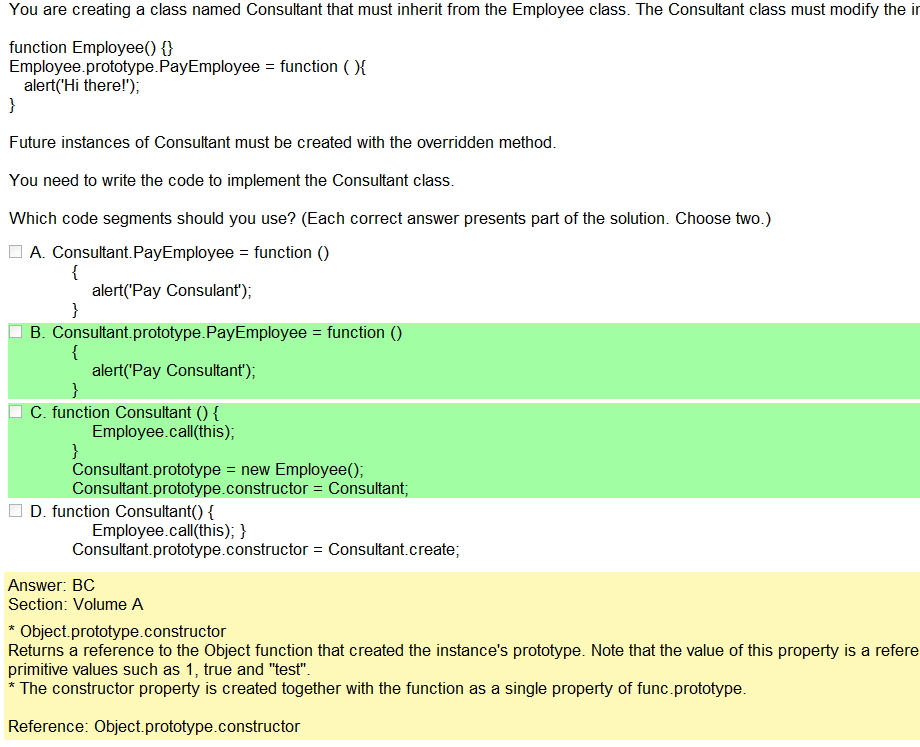 You are creating a class named Consultant that must inherit from the Employee class. The Consultant class must modify the
function Employee() {}
Employee.prototype.PayEmployee = function ( ){
alert('Hi there!');
}
Future instances of Consultant must be created with the overridden method.
You need to write the code to implement the Consultant class.
Which code segments should you use? (Each correct answer presents part of the solution. Choose two.)
A. Consultant.PayEmployee = function ()
{
alert('Pay Consulant');
}
B. Consultant.prototype.PayEmployee = function ()
{
alert('Pay Consultant');
}
C. function Consultant () {
Employee.call(this);
}
Consultant.prototype = new Employee();
Consultant.prototype.constructor = Consultant;
D. function Consultant() {
Employee.call(this); }
Consultant.prototype.constructor = Consultant.create;
Answer: BC
Section: Volume A
* Object.prototype.constructor
Returns a reference to the Object function that created the instance's prototype. Note that the value of this property is a refere
primitive values such as 1, true and "test".
* The constructor property is created together with the function as a single property of func.prototype.
Reference: Object.prototype.constructor